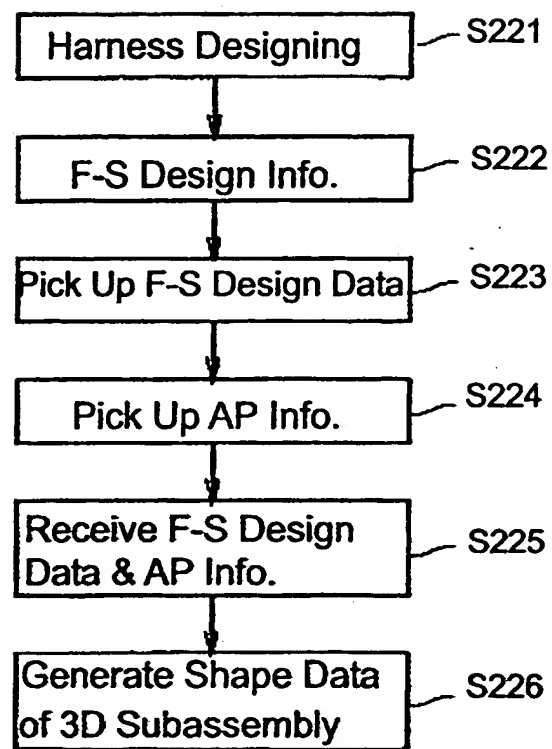 Harness Designing
S221
F-S Design Info.
S222
Pick Up F-S Design Data
S223
Pick Up AP Info.
S224
Receive F-S Design
Data & AP Info.
S225
Generate Shape Data
of 3D Subassembly
S226